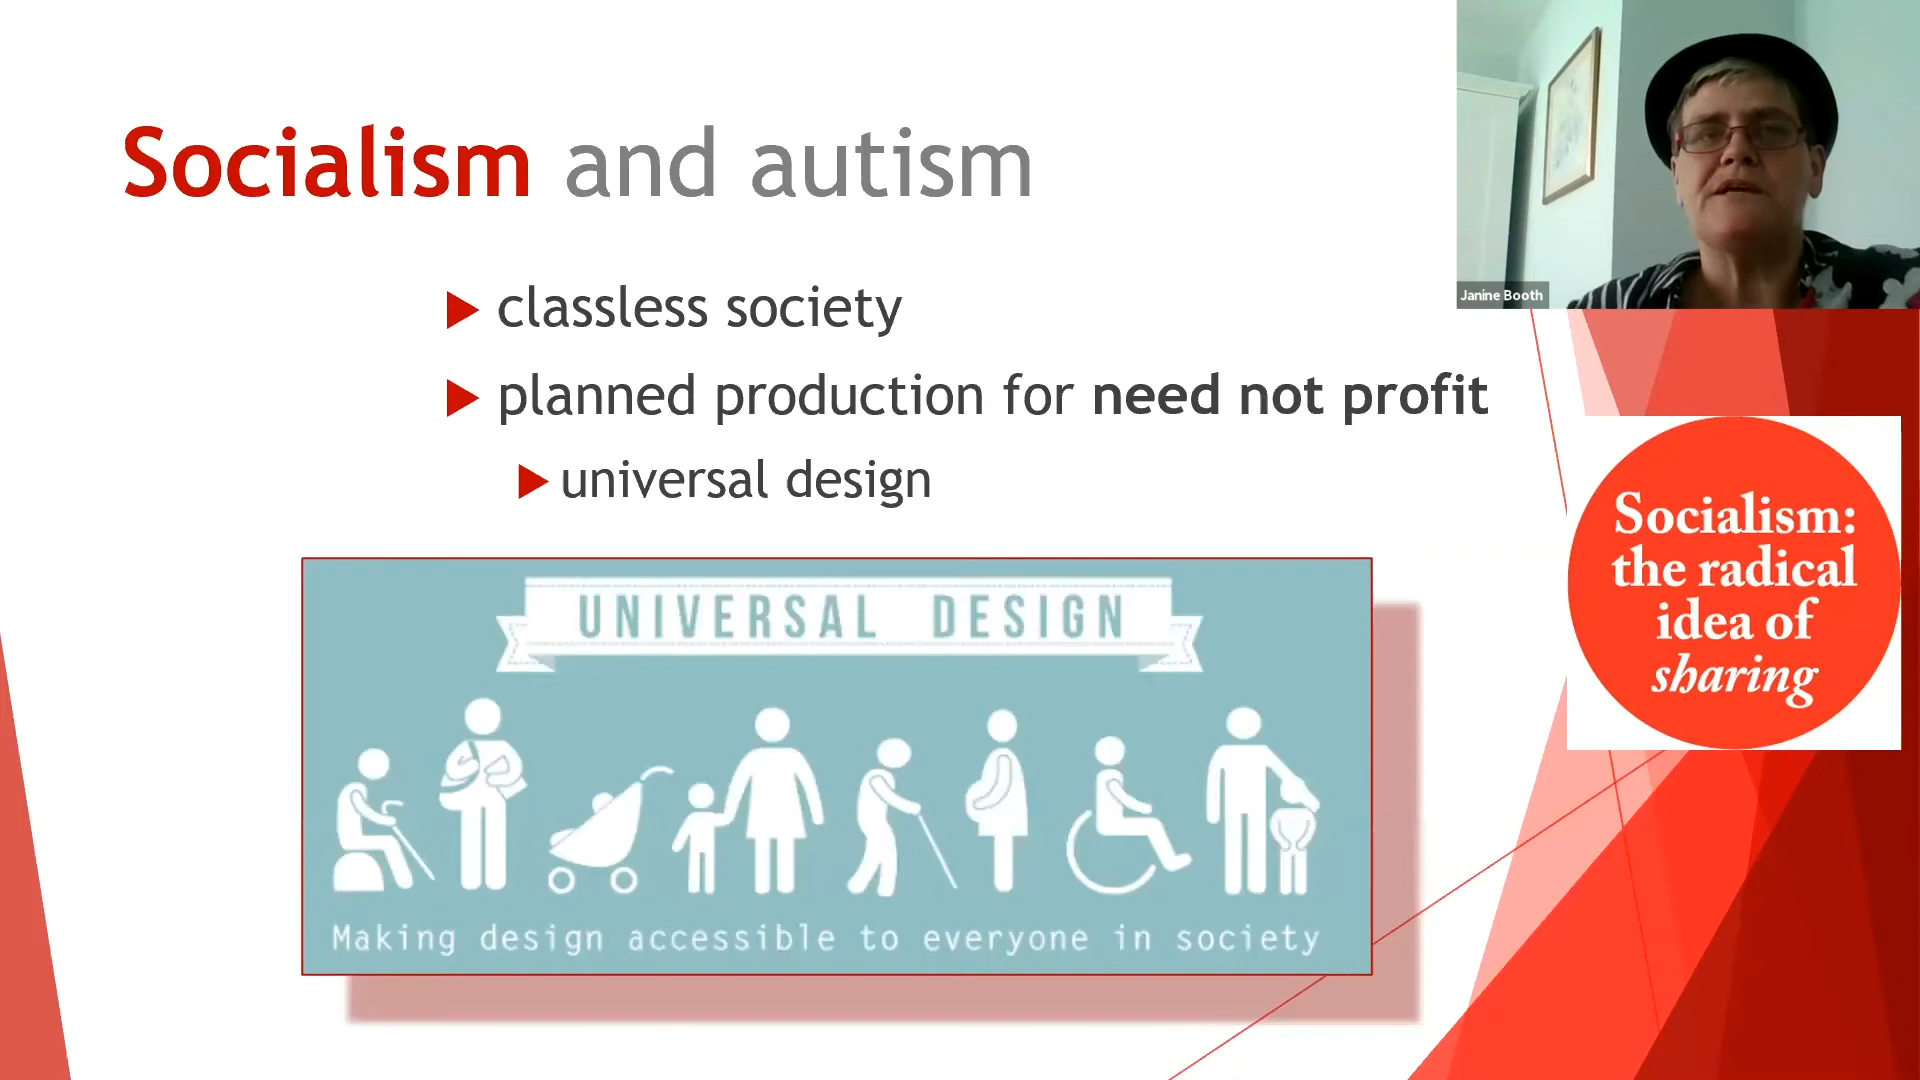 Socialism and autism
classless society
planned production for need not profit
universal design
UNIVERSAL DESIGN
Making design accessible to everyone in society
Janine Booth
Socialism:
the radical
idea of
sharing